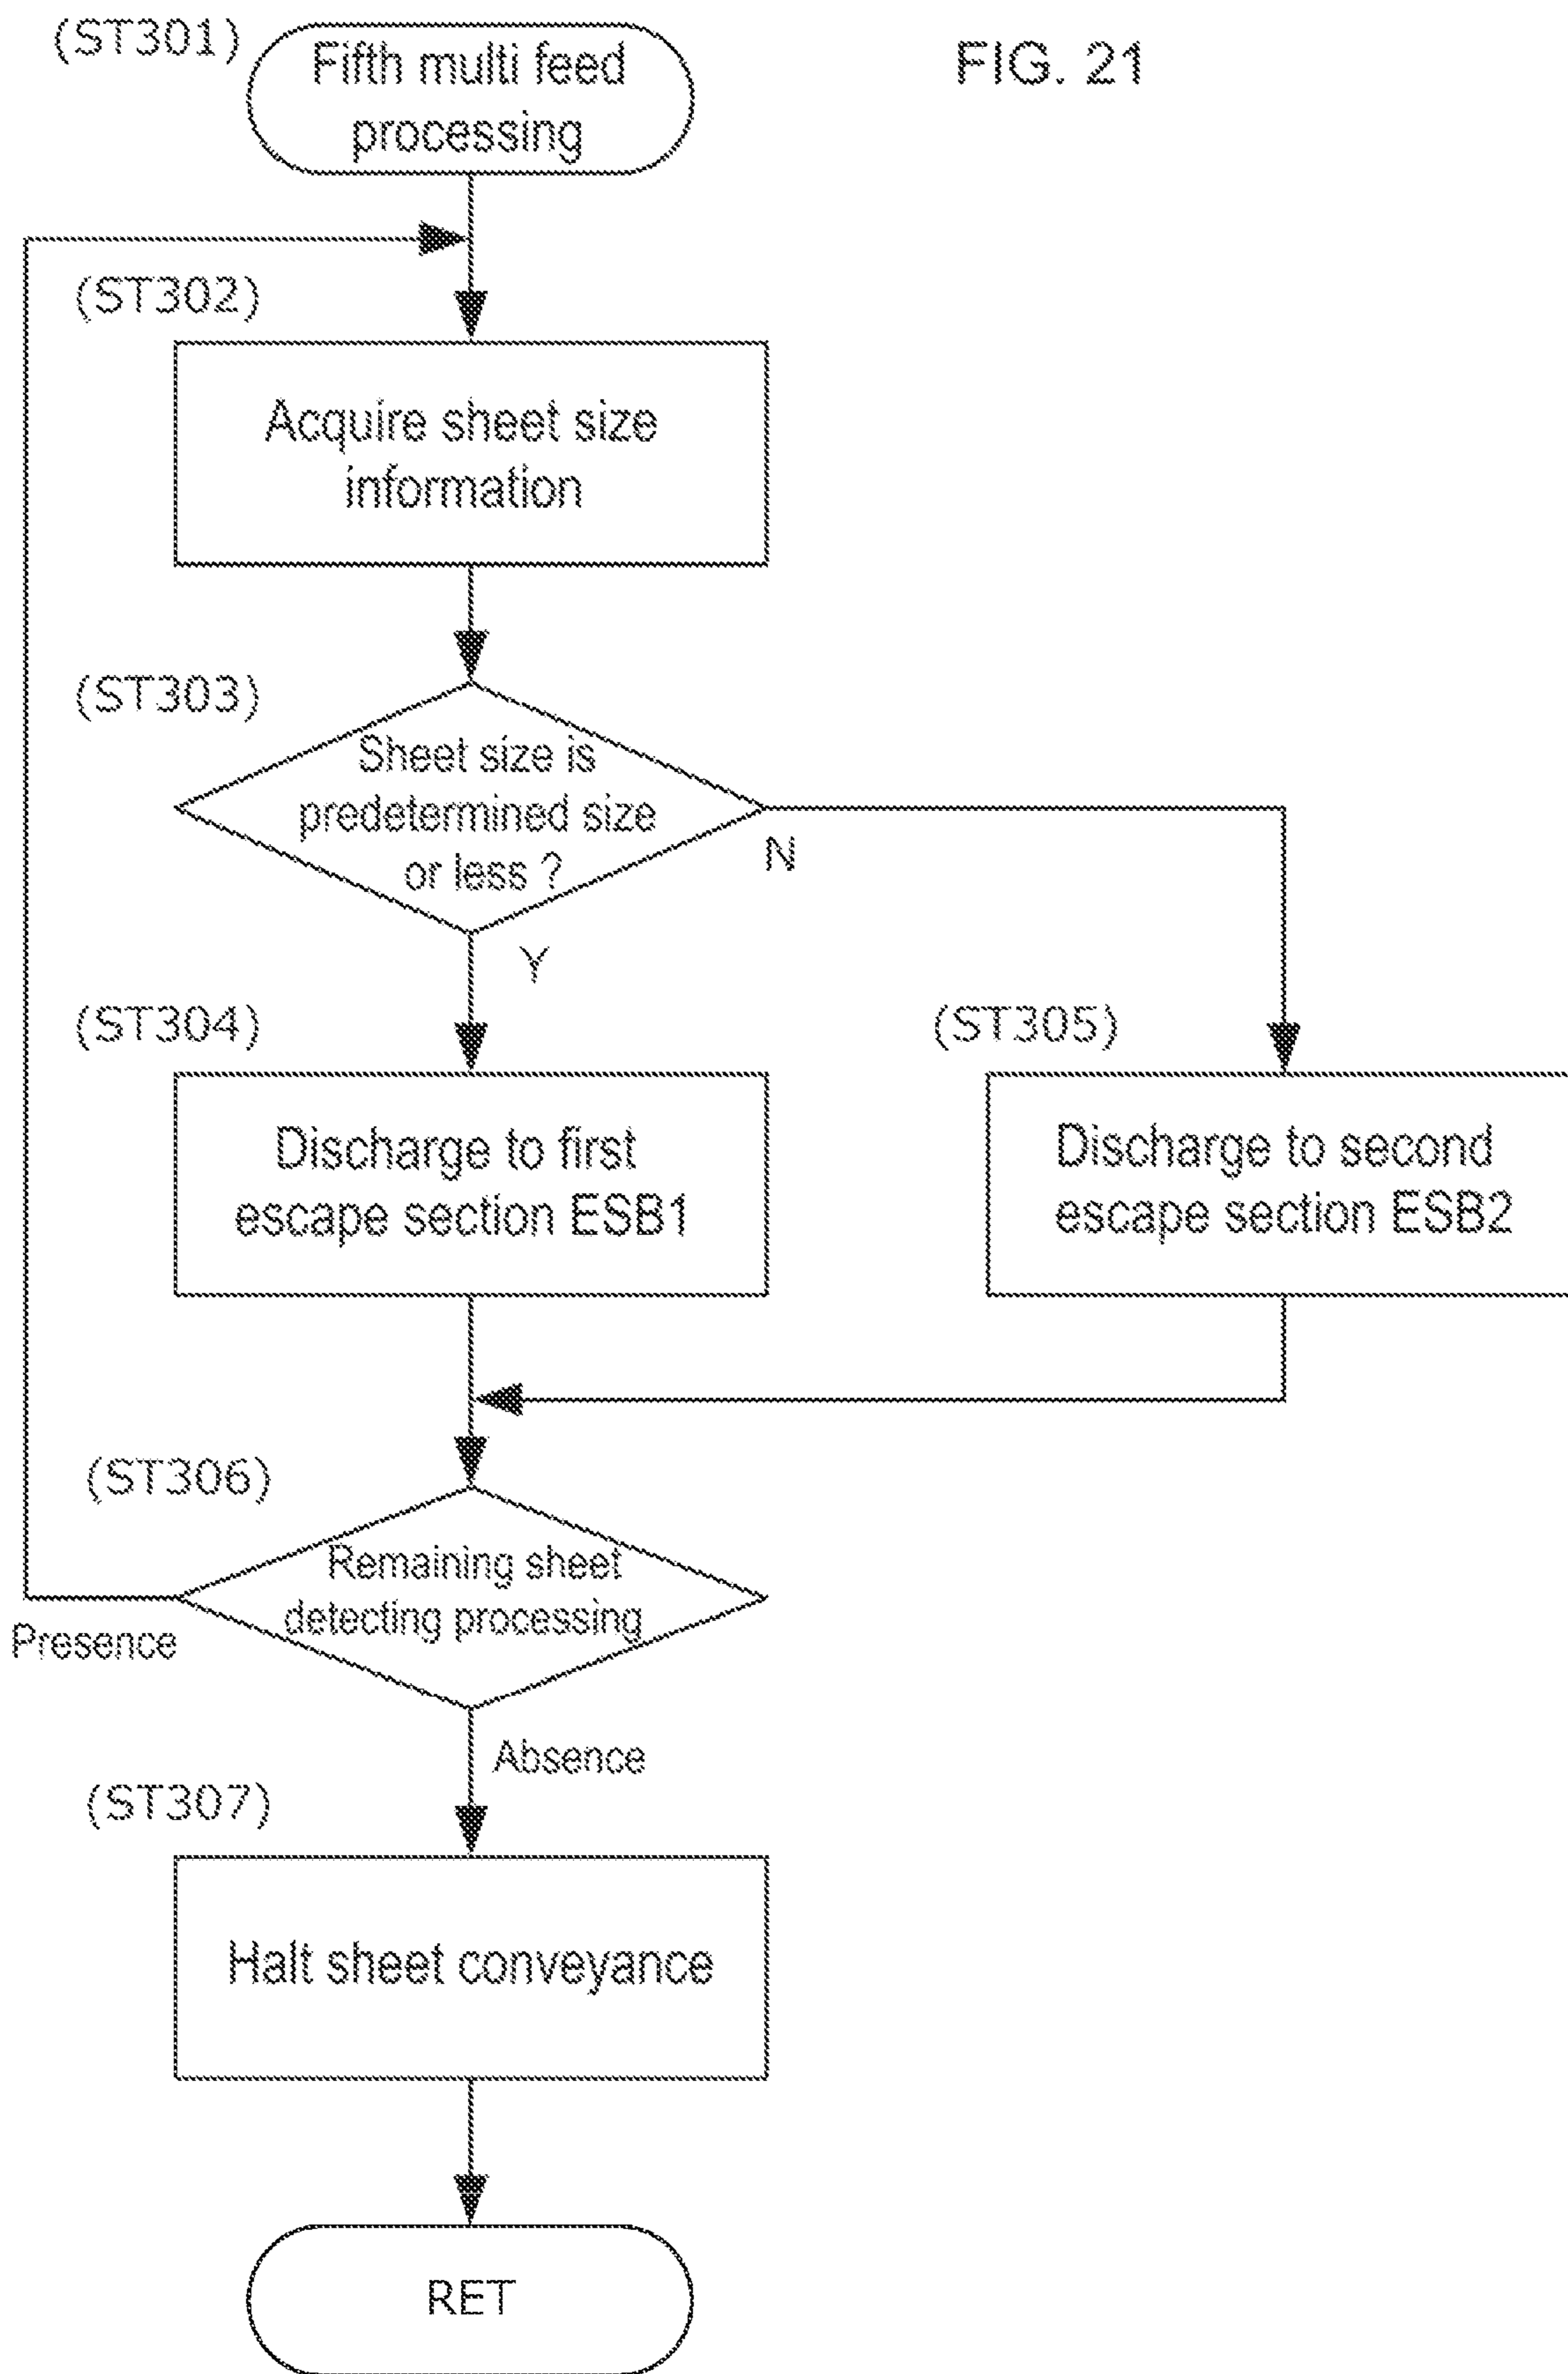 (ST301)
Fifth multi feed
processing
FIG. 21
(ST302)
Acquire sheet size
information
(ST303)
Sheet size is
predetermined size
or less ?
N
Y
(ST304)
(ST305)
Discharge to first
escape section ESB1
Discharge to second
escape section ESB2
(ST306)
Remaining sheet
detecting processing
Presence
Absence
(ST307)
Halt sheet conveyance
RET